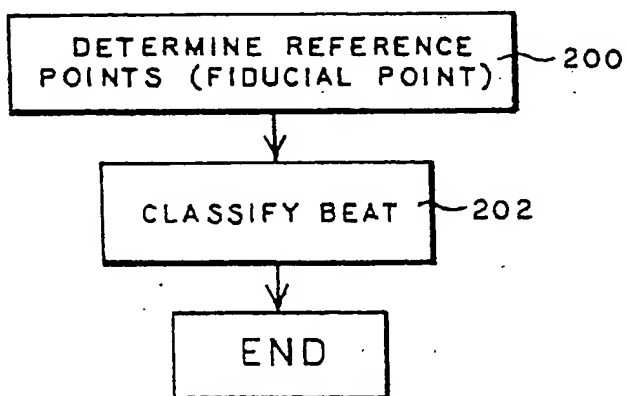 DETERMINE REFERENCE
POINTS (FIDUCIAL POINT)
200
CLASSIFY BEAT
202
END